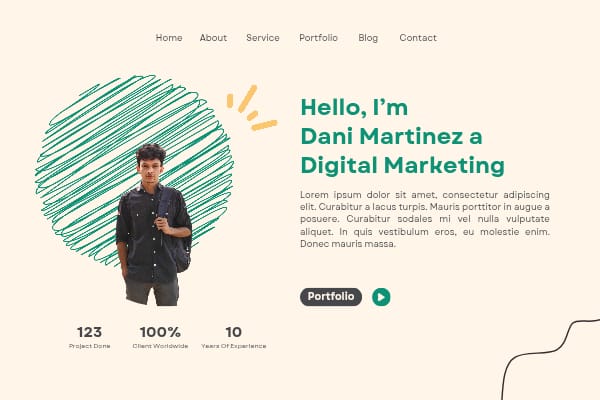 Home About Service Portfolio Blog Contact
Hello, I'm
Dani Martinez a
Digital Marketing
Lorem ipsum dolor sit amet, consectetur adipiscing
elit. Curabitur a lacus turpis. Mauris porttitor in augue a
posuere. Curabitur sodales mi vel nulla vulputate
aliquet. In quis vestibulum eros, eu molestie enim.
Donec mauris massa.
Portfolio
123 100% 10
Project Done Client Worldwide Years Of Experience